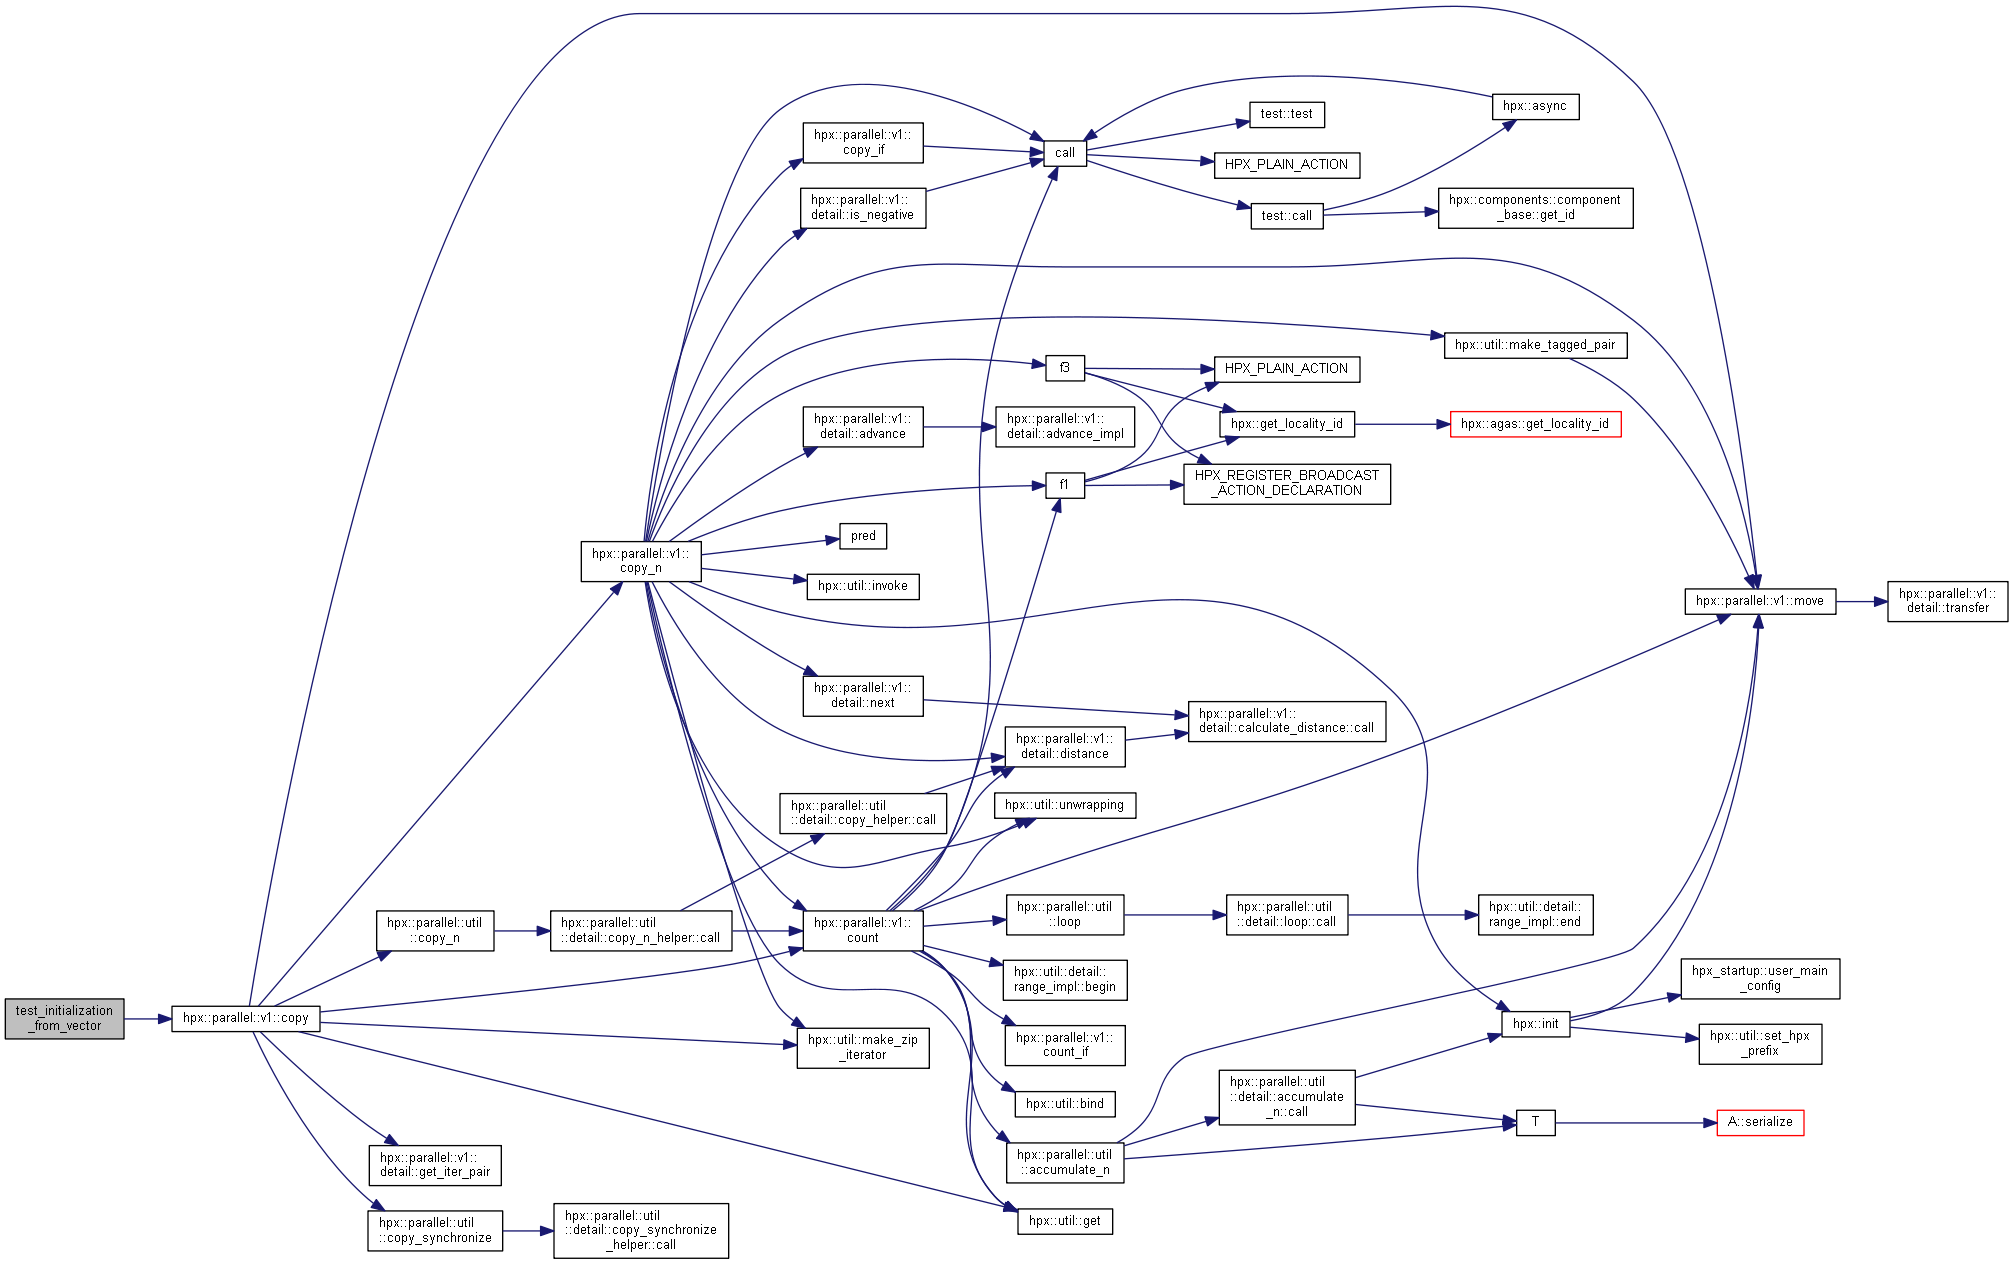 test_initialization
_from_vector
hpx::parallel::v1::copy
hpx::parallel::v1::
copy_n
hpx::parallel::util
::copy_n
hpx::parallel::v1::
detail::get_iter_pair
hpx::parallel::util
::copy_synchronize
hpx::parallel::util
::detail::copy_n_helper::call
hpx::parallel::util
::detail::copy_synchronize
_helper::call
hpx::parallel::v1::
copy_if
hpx::parallel::v1::
detail::is_negative
hpx::parallel::v1::
detail::advance
pred
hpx::util::invoke
hpx::parallel::v1::
detail::next
hpx::parallel::util
::detail::copy_helper::call
hpx::parallel::v1::
count
hpx::util::make_zip
_iterator
call
f3
hpx::parallel::v1::
detail::advance_impl
f1
hpx::parallel::v1::
detail::distance
hpx::util::unwrapping
hpx::parallel::util
::loop
hpx::util::detail::
range_impl::begin
hpx::parallel::v1::
count_if
hpx::util::bind
hpx::parallel::util
::accumulate_n
hpx::util::get
test::test
HPX_PLAIN_ACTION
test::call
HPX_PLAIN_ACTION
hpx::get_locality_id
HPX_REGISTER_BROADCAST
_ACTION_DECLARATION
hpx::parallel::v1::
detail::calculate_distance::call
hpx::parallel::util
::detail::loop::call
hpx::parallel::util
::detail::accumulate
_n::call
hpx::async
hpx::components::component
_base::get_id
hpx::util::make_tagged_pair
hpx::agas::get_locality_id
hpx::util::detail::
range_impl::end
hpx::init
T
hpx::parallel::v1::move
hpx_startup::user_main
_config
hpx::util::set_hpx
_prefix
A::serialize
hpx::parallel::v1::
detail::transfer